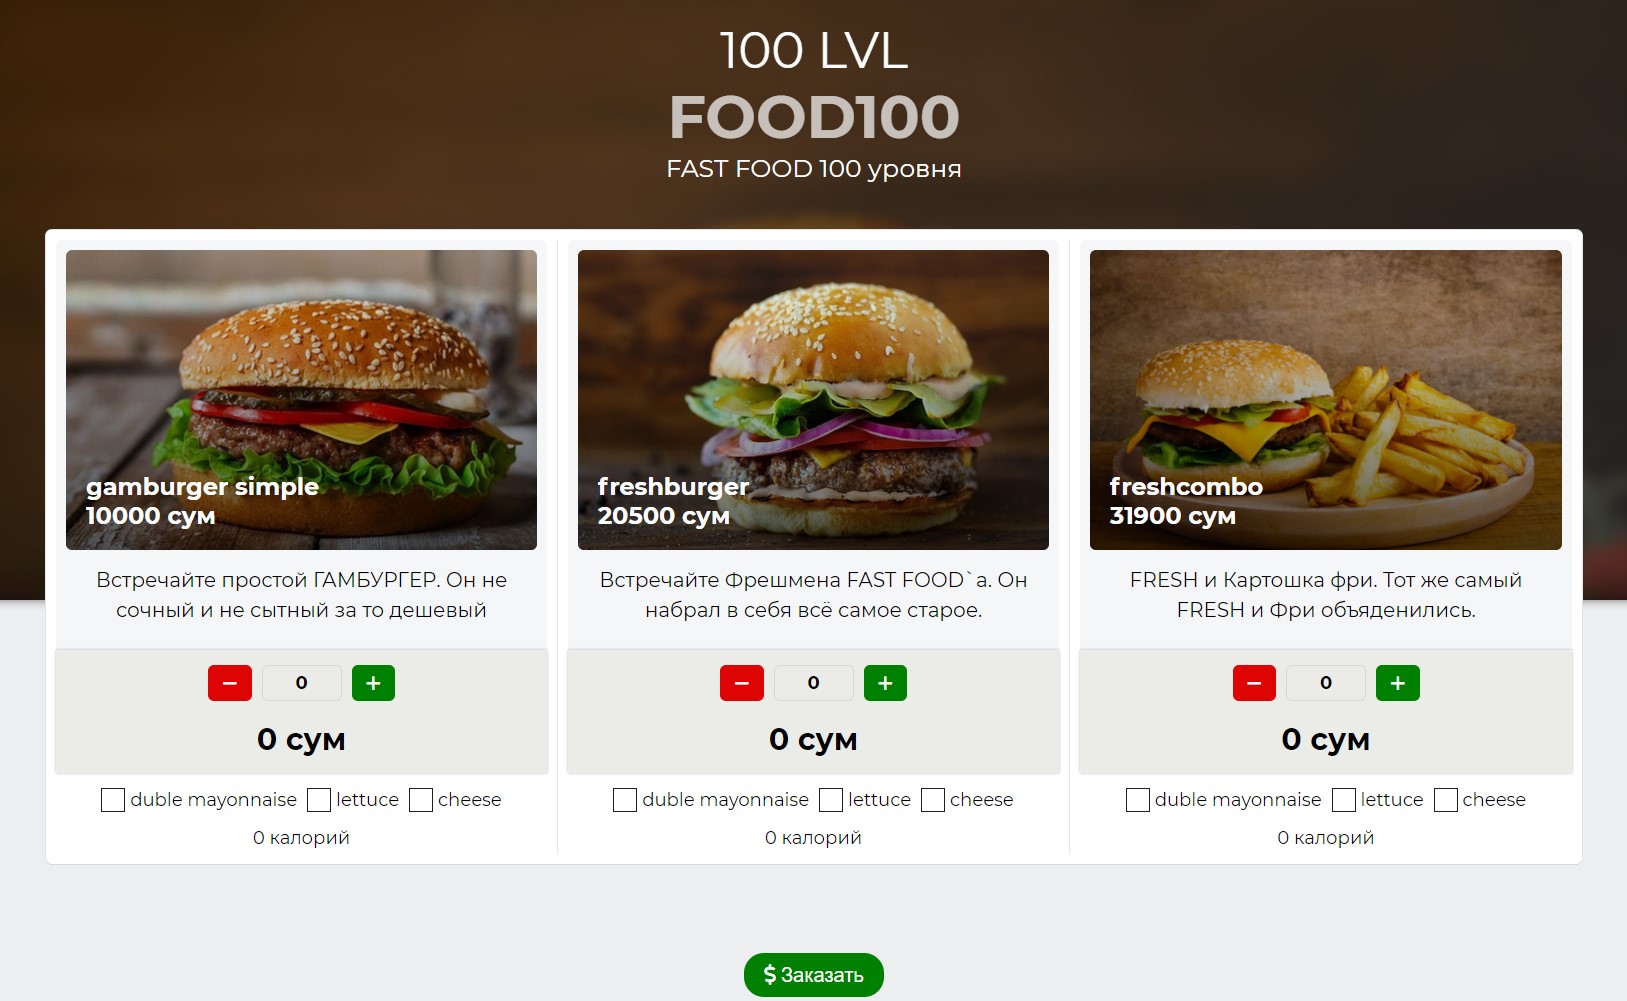 100 LVL
FOOD100
FAST FOOD 100 уровня
gamburger simple
10000 сум
Встречайте простой ГАМБУРГЕР. Он не
сочный и не сытный за то дешевый
− 0 +
0 сум
duble mayonnaise lettuce cheese
0 калорий
freshburger
20500 сум
Встречайте Фрешмена FAST FOOD`а. Он
набрал в себя всё самое старое.
− 0 +
0 сум
duble mayonnaise lettuce cheese
0 калорий
freshcombo
31900 сум
FRESH и Картошка фри. Тот же самый
FRESH и Фри объяденились.
− 0 +
0 сум
duble mayonnaise lettuce cheese
0 калорий
$ Заказать